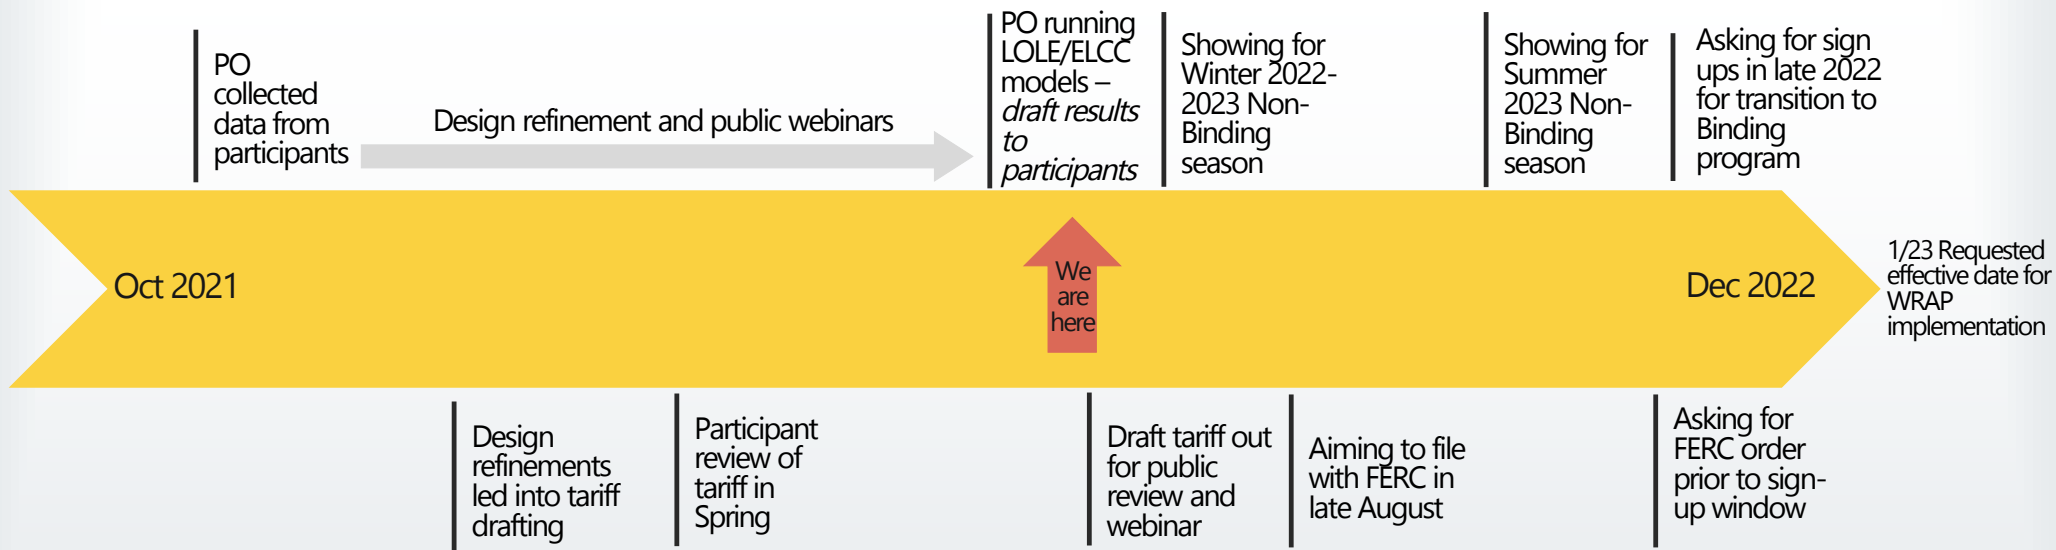 PO
collected
data from
participants
Design refinement and public webinars
PO running
LOLE/ELCC
models –
draft results
to
participants
Showing for
Winter 2022-
2023 Non-
Binding
season
Showing for
Summer
2023 Non-
Binding
season
Asking for sign
ups in late 2022
for transition to
Binding
program
Oct 2021
We
are
here
Dec 2022
1/23 Requested
effective date for
WRAP
implementation
Design
refinements
led into tariff
drafting
Participant
review of
tariff in
Spring
Draft tariff out
for public
review and
webinar
Aiming to file
with FERC in
late August
Asking for
FERC order
prior to sign-
up window